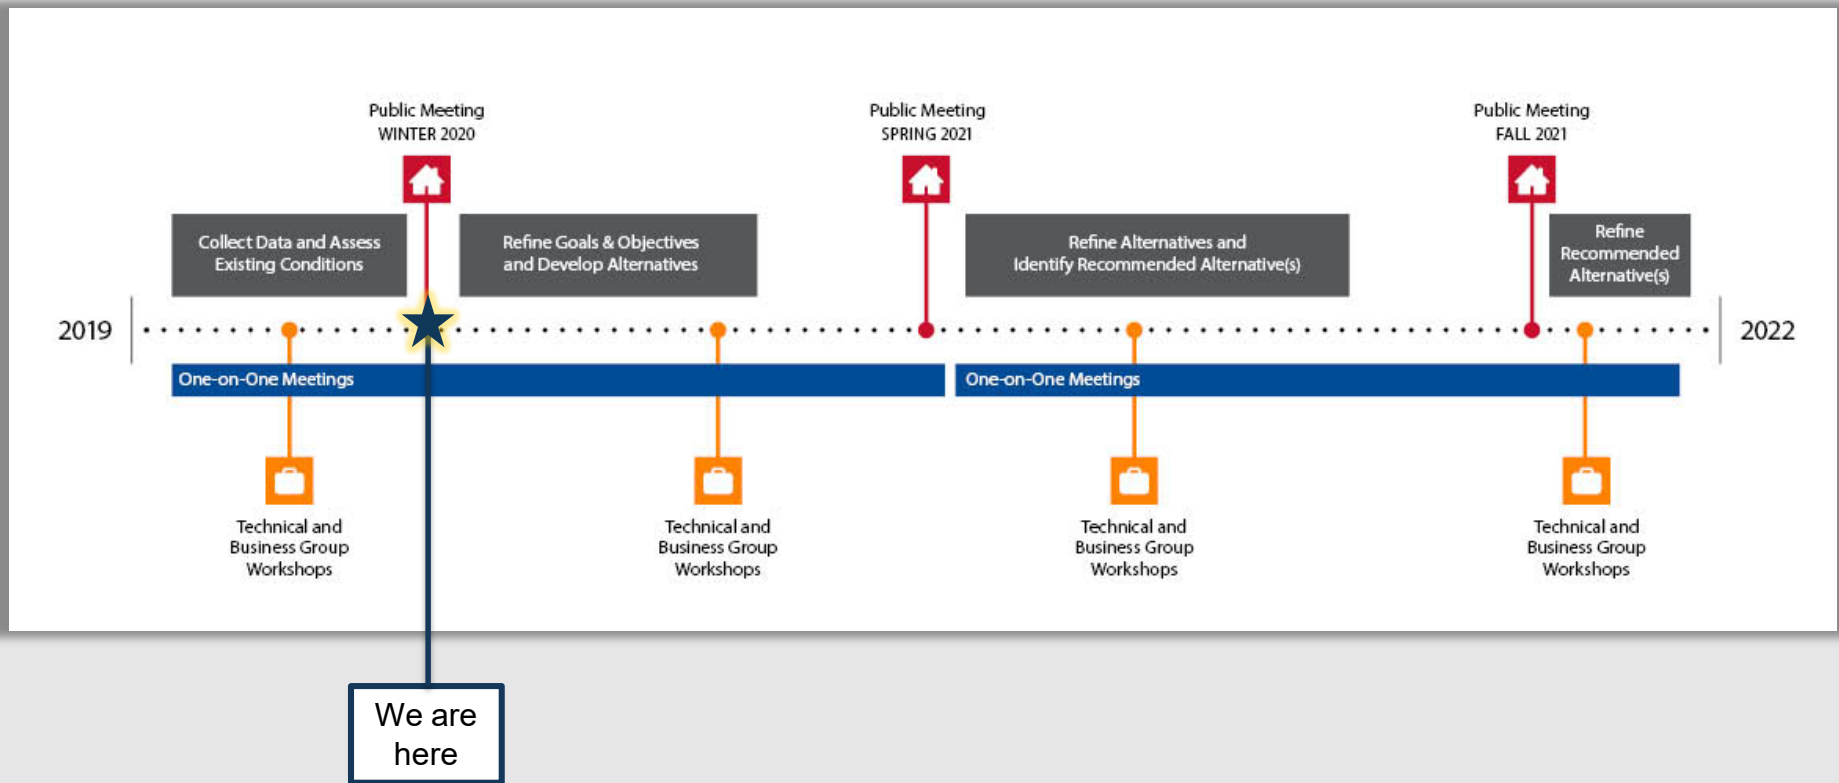 Public Meeting
WINTER 2020
Public Meeting
SPRING 2021
Public Meeting
FALL 2021
Collect Data and Assess
Existing Conditions
Refine Goals & Objectives
and Develop Alternatives
Refine Alternatives and
Identify Recommended Alternative(s)
Refine
Recommended
Alternative(s)
2019
2022
One-on-One Meetings
One-on-One Meetings
Technical and
Business Group
Workshops
Technical and
Business Group
Workshops
Technical and
Business Group
Workshops
Technical and
Business Group
Workshops
We are
here